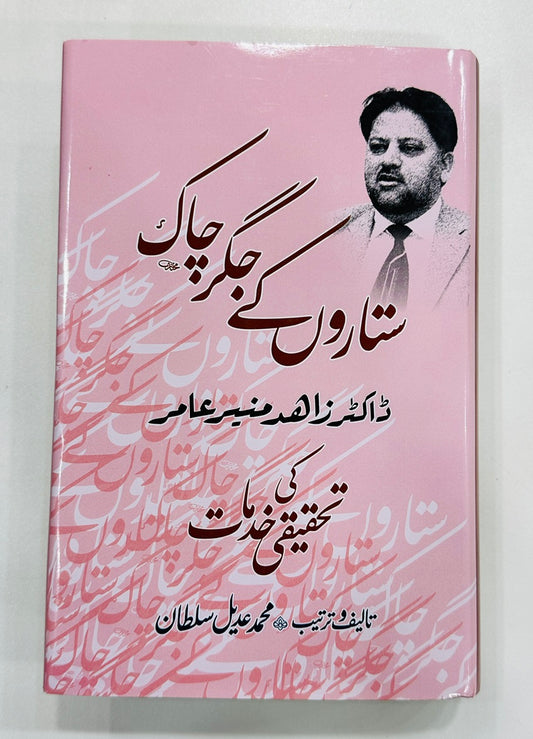 ستاروں کے جگر چاک
ڈاکٹر زاہد منیر عامر
کی
تحقیقی خدمات
تالیف و ترتیب ❁ محمد عدیل سلطان